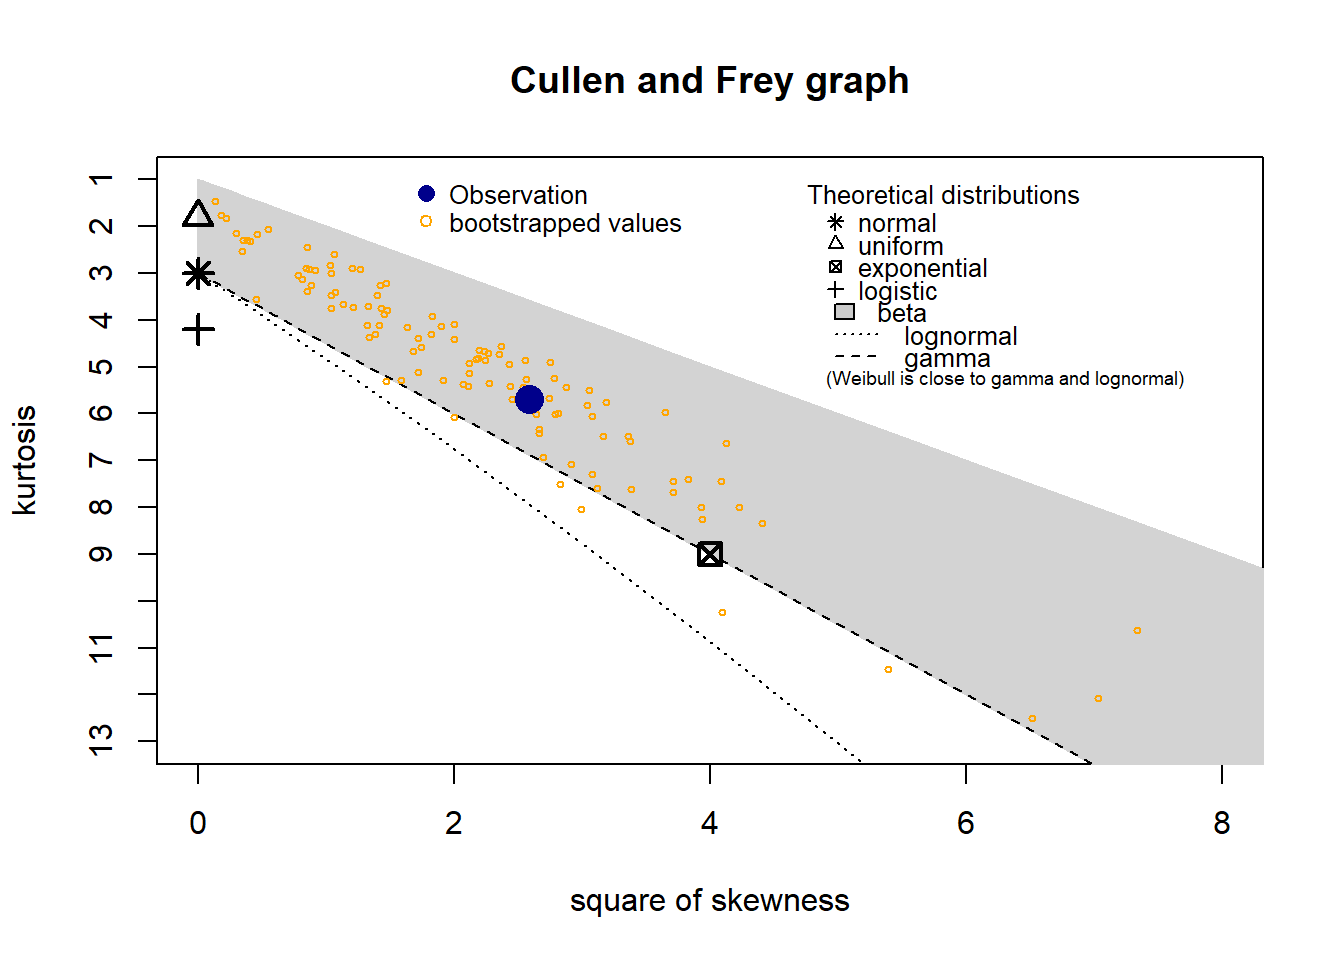 Cullen and Frey graph
Observation
bootstrapped values
Theoretical distributions
normal
uniform
exponential
logistic
beta
lognormal
gamma
(Weibull is close to gamma and lognormal)
kurtosis
1
2
3
4
5
6
7
8
9
11
13
0 2 4 6 8
square of skewness